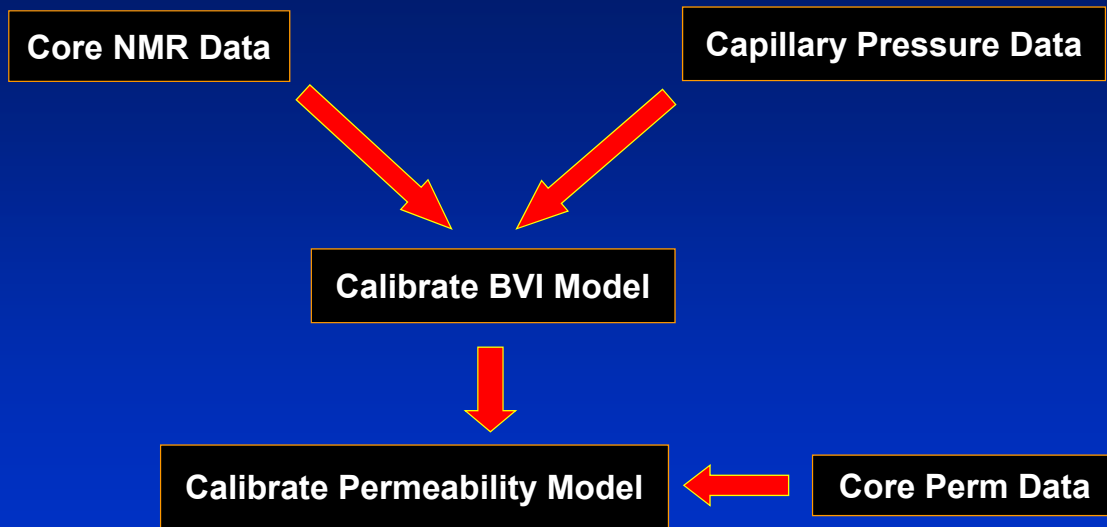 Core NMR Data
Capillary Pressure Data
Calibrate BVI Model
Calibrate Permeability Model
Core Perm Data